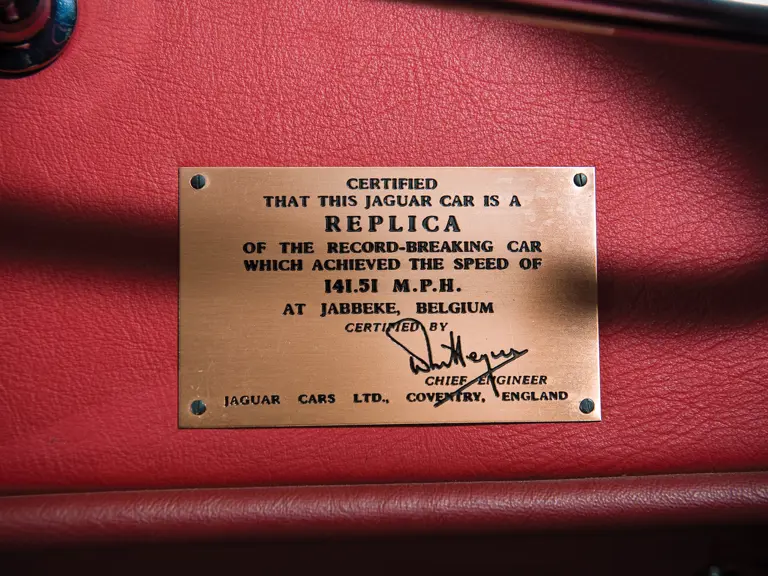 CERTIFIED
THAT THIS JAGUAR CAR IS A
REPLICA
OF THE RECORD-BREAKING CAR
WHICH ACHIEVED THE SPEED OF
141.51 M.P.H.
AT JABBEKE, BELGIUM
CERTIFIED BY
CHIEF ENGINEER
JAGUAR CARS LTD., COVENTRY, ENGLAND